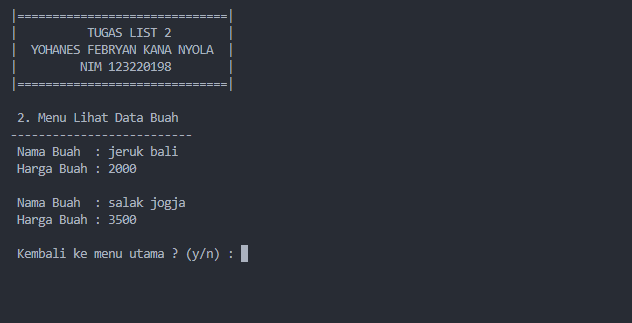 |==============================|
|          TUGAS LIST 2        |
|  YOHANES FEBRYAN KANA NYOLA  |
|         NIM 123220198        |
|==============================|
2. Menu Lihat Data Buah
--------------------------
Nama Buah  : jeruk bali
Harga Buah : 2000
Nama Buah  : salak jogja
Harga Buah : 3500
Kembali ke menu utama ? (y/n) :